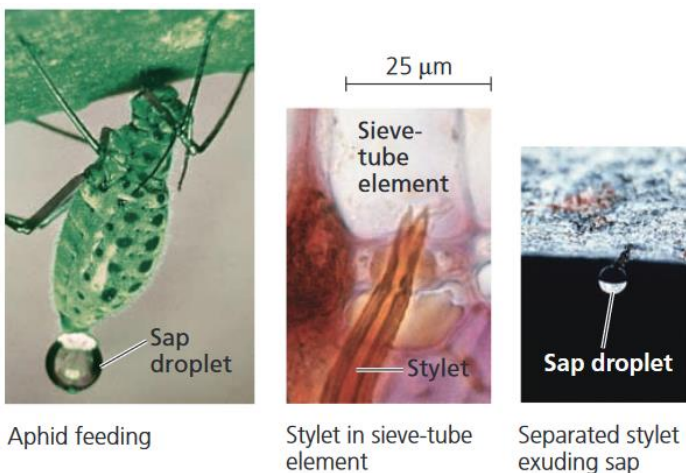 25 μm
Sieve-
tube
element
Sap
droplet
Stylet
Sap droplet
Aphid feeding
Stylet in sieve-tube
element
Separated stylet
exuding sap